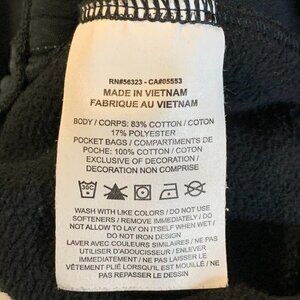 RN#56323 - CA#05553
MADE IN VIETNAM
FABRIQUE AU VIETNAM
BODY / CORPS: 83% COTTON / COTON
17% POLYESTER
POCKET BAGS / COMPARTIMENTS DE
POCHE: 100% COTTON / COTON
EXCLUSIVE OF DECORATION /
DECORATION NON COMPRISE
30C
WASH WITH LIKE COLORS / DO NOT USE
SOFTENERS / REMOVE IMMEDIATELY / DO
NOT ALLOW TO LAY ON ITSELF WHEN WET /
DO NOT IRON DESIGN
LAVER AVEC COULEURS SIMILAIRES / NE PAS
UTILISER D'ADOUCISSEUR / ENLEVER
IMMEDIATEMENT / NE PAS LAISSER LE
VÊTEMENT PLIÉ LORSQU'IL EST MOUILLÉ / NE
PAS REPASSER LE DESSIN